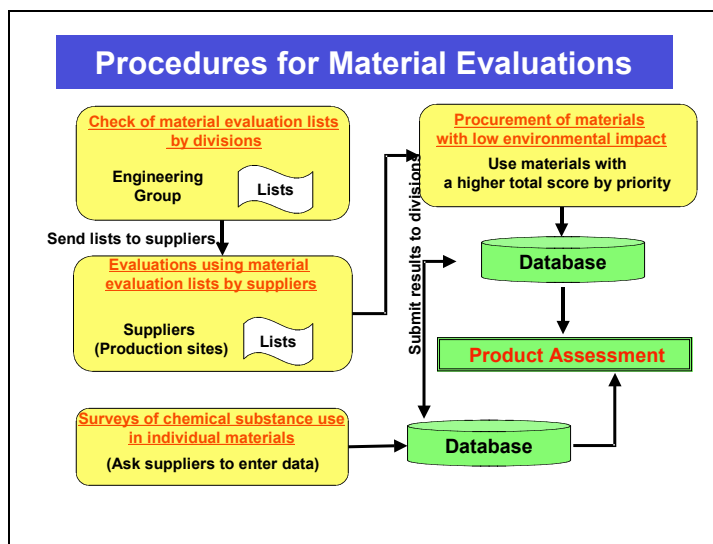 Procedures for Material Evaluations
Check of material evaluation lists
by divisions
Engineering
Group
Lists
Send lists to suppliers
Evaluations using material
evaluation lists by suppliers
Suppliers
(Production sites)
Lists
Surveys of chemical substance use
in individual materials
(Ask suppliers to enter data)
Submit results to divisions
Procurement of materials
with low environmental impact
Use materials with
a higher total score by priority
Database
Product Assessment
Database